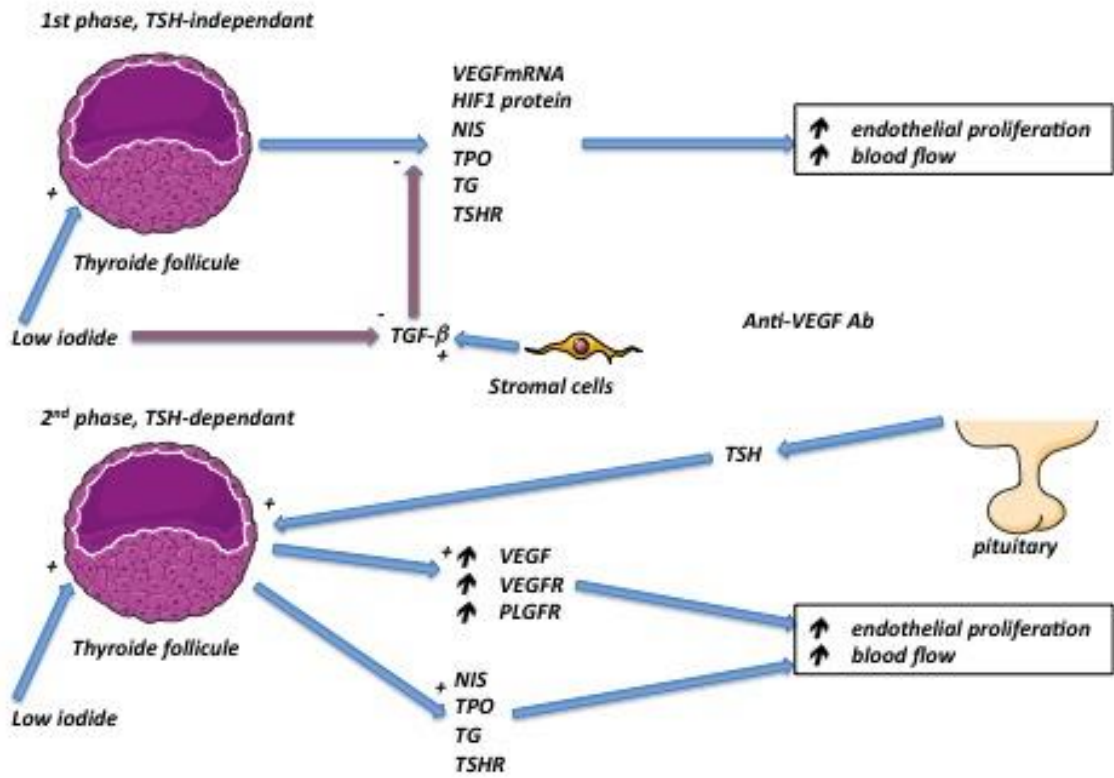 1st phase, TSH-independant
VEGFmRNA
HIF1 protein
NIS
TPO
TG
TSHR
endothelial proliferation
blood flow
-
+
Thyroide follicule
Low iodide
-
TGF-β
+
Stromal cells
Anti-VEGF Ab
2nd phase, TSH-dependant
TSH
+
pituitary
+
+
VEGF
VEGFR
PLGFR
endothelial proliferation
blood flow
Thyroide follicule
Low iodide
+
NIS
TPO
TG
TSHR